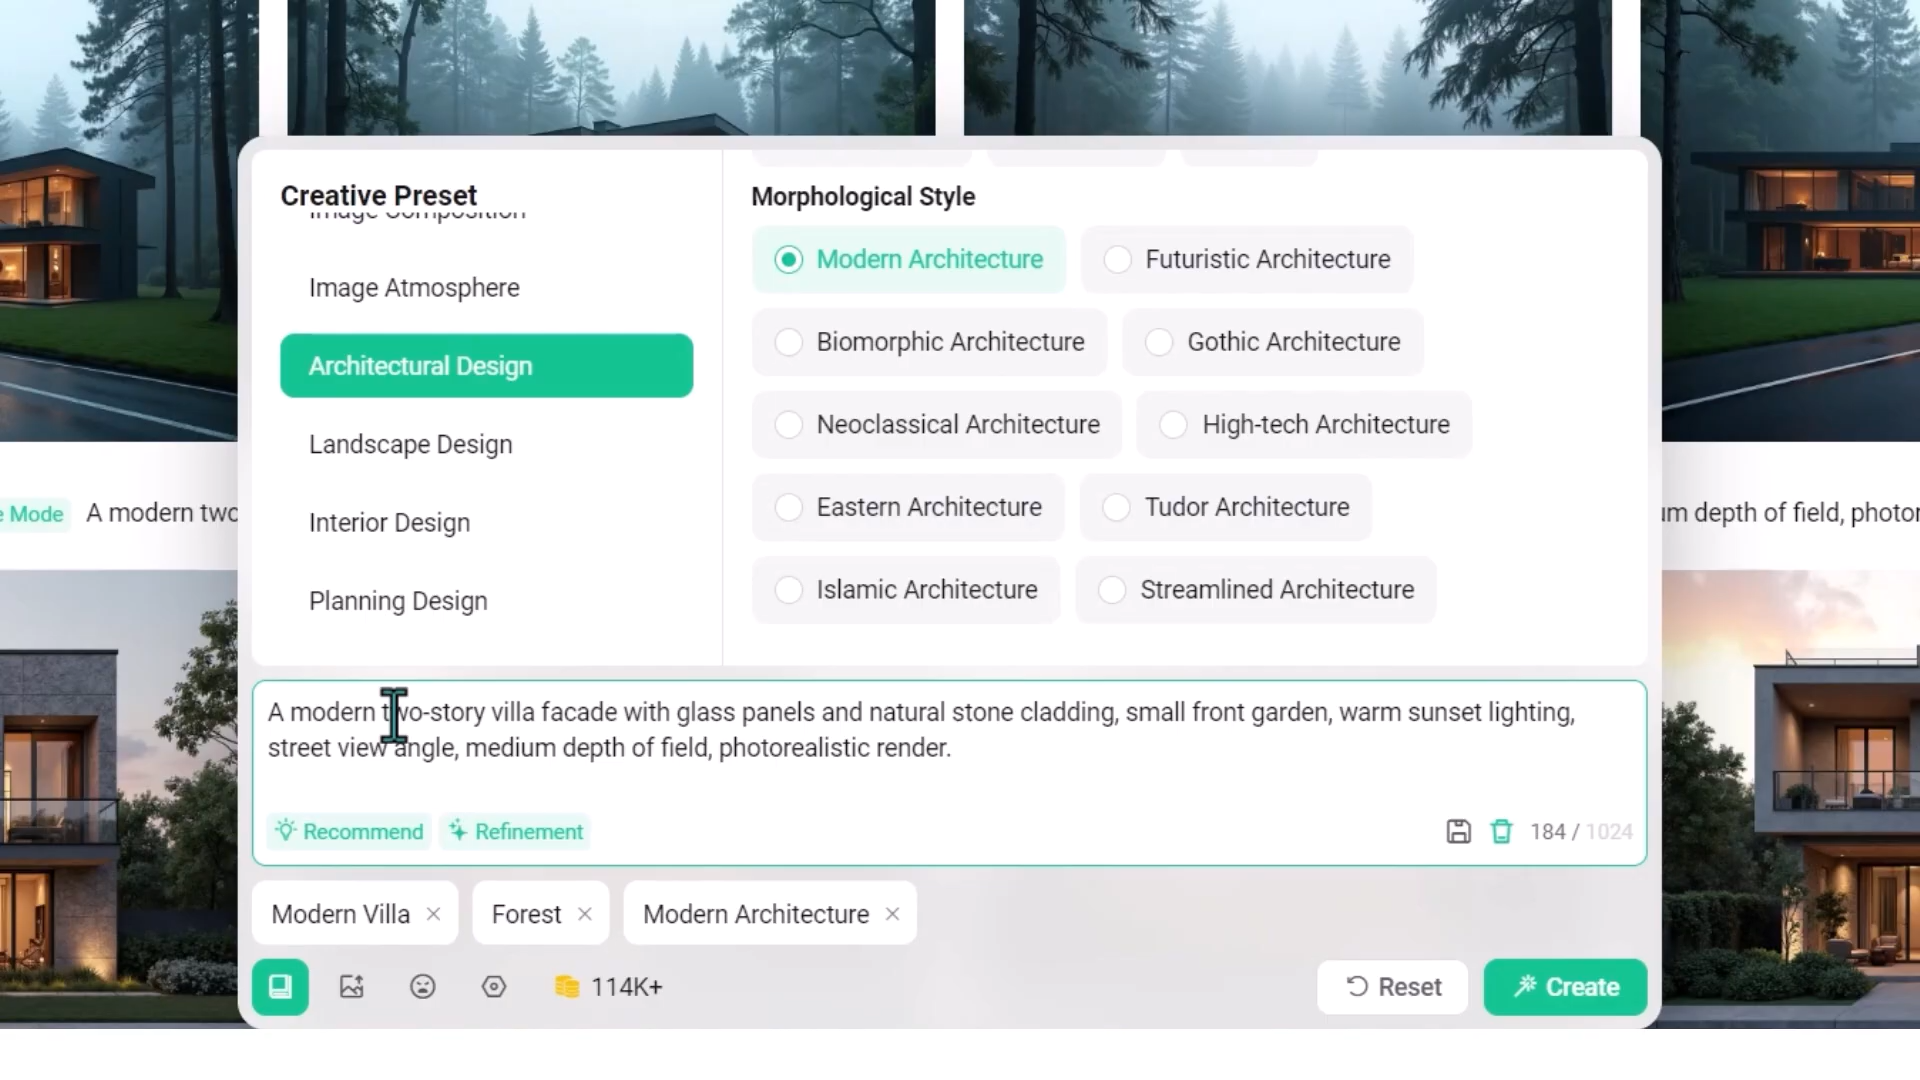 Creative Preset
Image Composition
Image Atmosphere
Architectural Design
Landscape Design
Interior Design
Planning Design
Morphological Style
Modern Architecture
Futuristic Architecture
Biomorphic Architecture
Gothic Architecture
Neoclassical Architecture
High-tech Architecture
Eastern Architecture
Tudor Architecture
Islamic Architecture
Streamlined Architecture
Mode A modern two
depth of field, photor
A modern two-story villa facade with glass panels and natural stone cladding, small front garden, warm sunset lighting,
street view angle, medium depth of field, photorealistic render.
Recommend Refinement
184 / 1024
Modern Villa Forest Modern Architecture
114K+
Reset Create